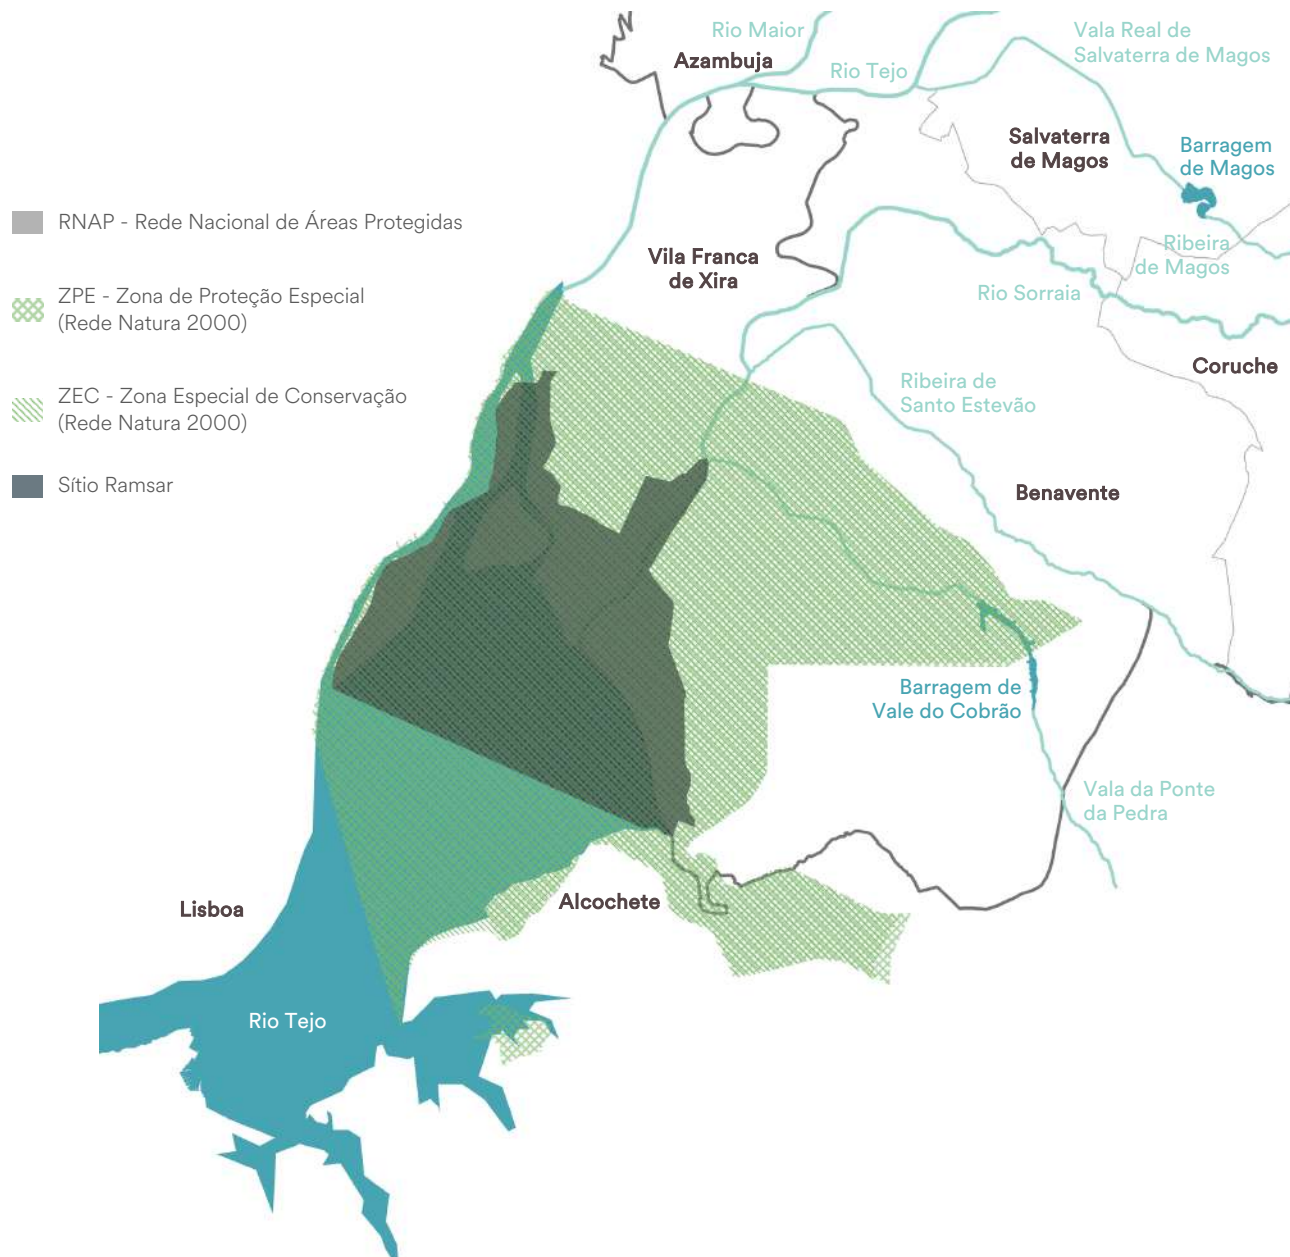 Rio Maior
Azambuja
Rio Tejo
Vala Real de
Salvaterra de Magos
Salvaterra
de Magos
Barragem
de Magos
RNAP - Rede Nacional de Áreas Protegidas
Vila Franca
de Xira
Ribeira
de Magos
Rio Sorraia
ZPE - Zona de Proteção Especial
(Rede Natura 2000)
Coruche
ZEC - Zona Especial de Conservação
(Rede Natura 2000)
Ribeira de
Santo Estevão
Sítio Ramsar
Benavente
Barragem de
Vale do Cobrão
Vala da Ponte
da Pedra
Lisboa
Alcochete
Rio Tejo